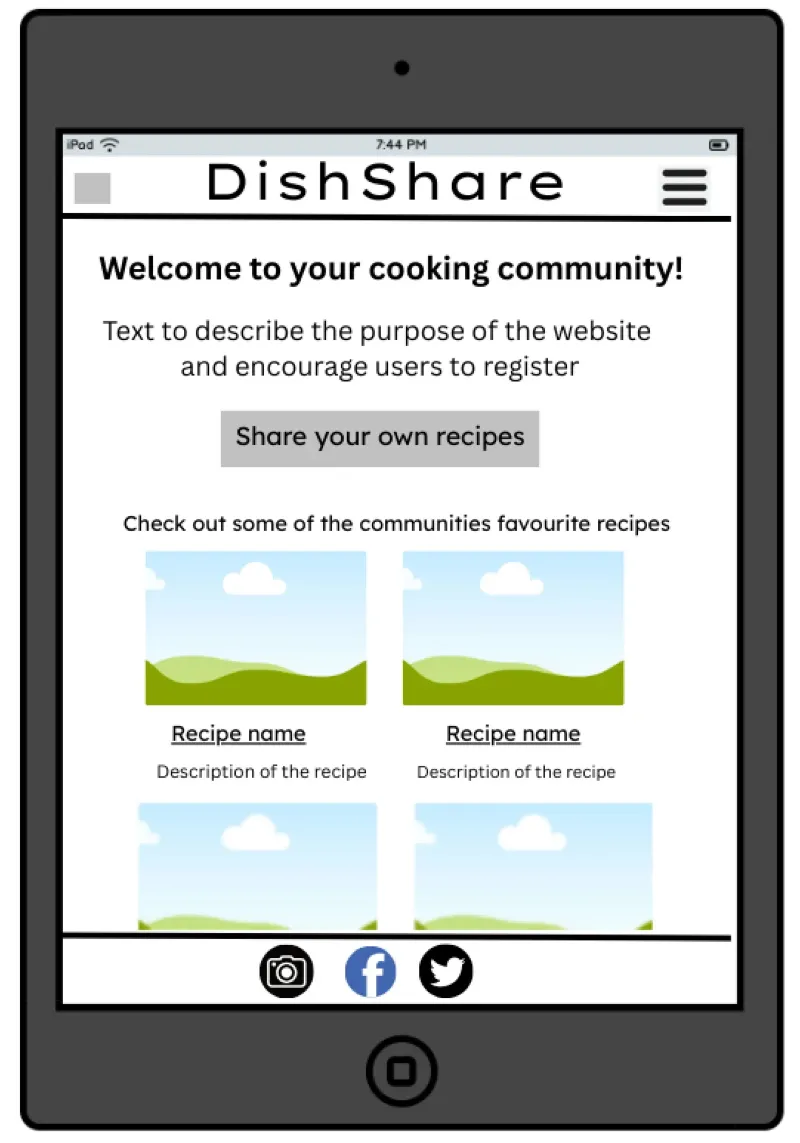 iPad 7:44 PM
DishShare
Welcome to your cooking community!
Text to describe the purpose of the website
and encourage users to register
Share your own recipes
Check out some of the communities favourite recipes
Recipe name Recipe name
Description of the recipe Description of the recipe